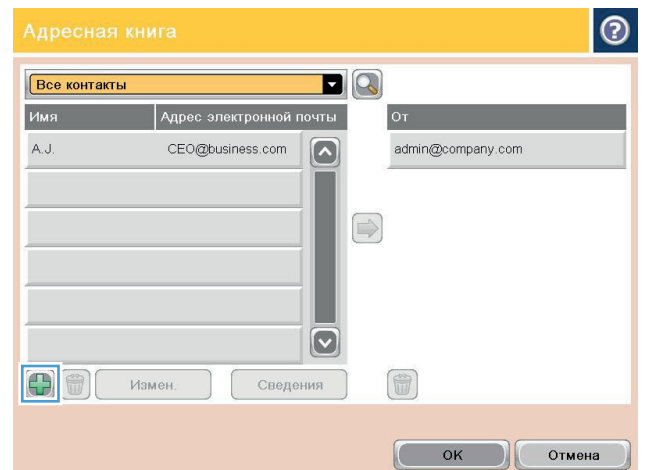 Адресная книга
?
Все контакты
Имя Адрес электронной почты От
A.J. CEO@business.com admin@company.com
Измен. Сведения
OK Отмена